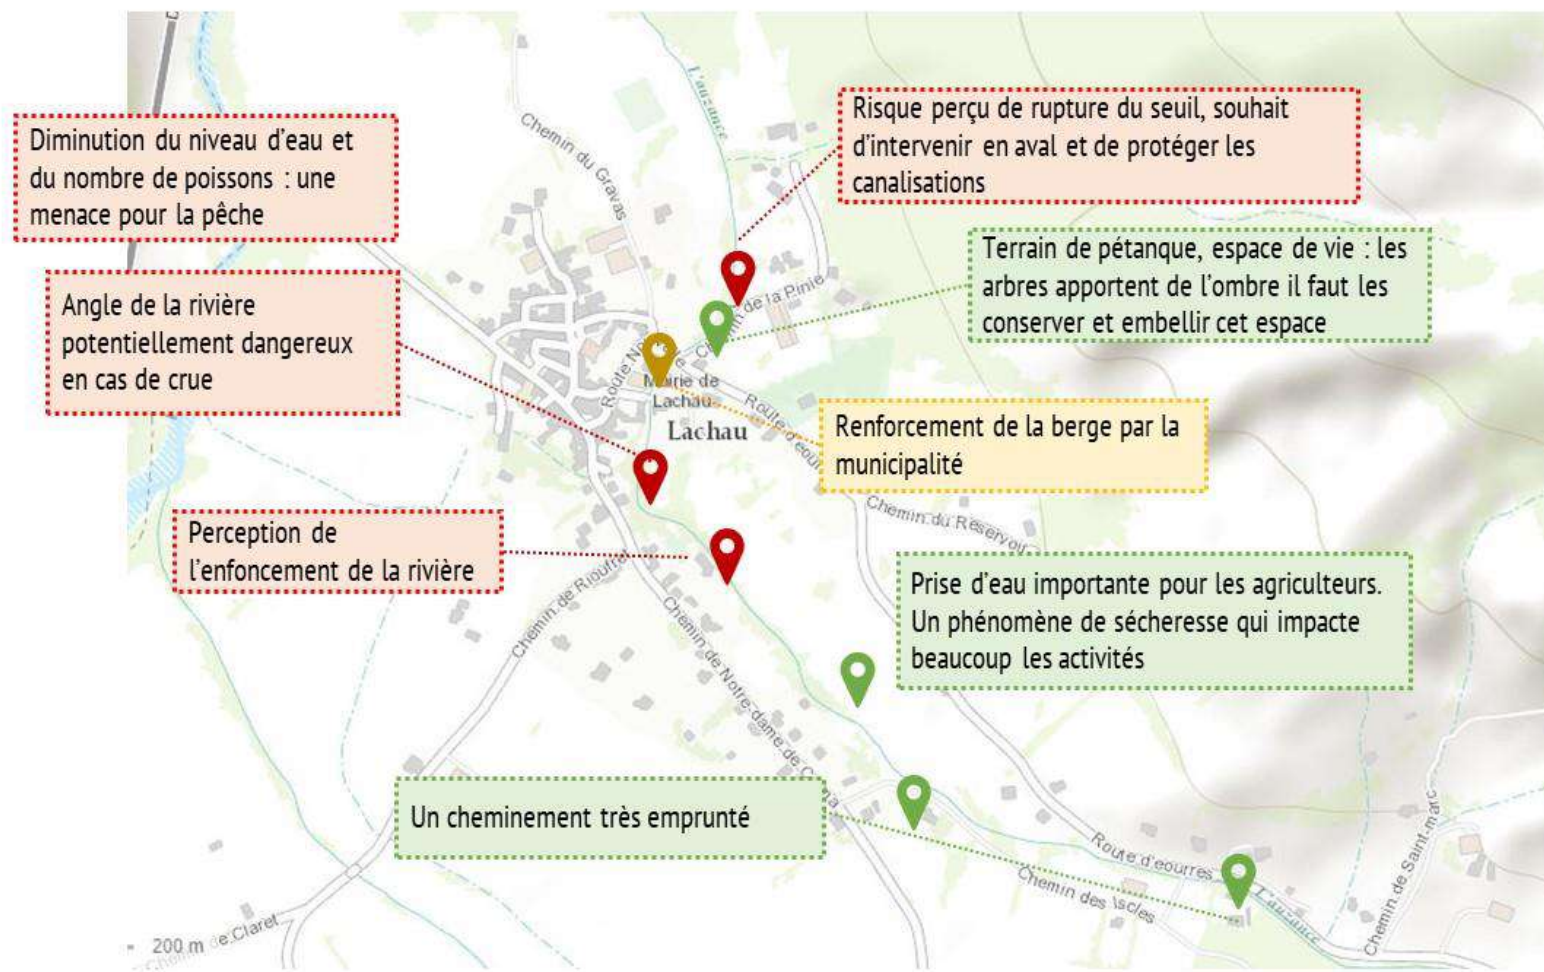 Diminution du niveau d'eau et
du nombre de poissons : une
menace pour la pêche
Risque perçu de rupture du seuil, souhait
d'intervenir en aval et de protéger les
canalisations
Terrain de pétanque, espace de vie : les
arbres apportent de l'ombre il faut les
conserver et embellir cet espace
Angle de la rivière
potentiellement dangereux
en cas de crue
Renforcement de la berge par la
municipalité
Perception de
l'enfoncement de la rivière
Prise d'eau importante pour les agriculteurs.
Un phénomène de sécheresse qui impacte
beaucoup les activités
Un cheminement très emprunté
L'auzance
Chemin du Gravas
de la Pinie
Mairie de
Lachau
Lachau
Chemin du Réservoir
Chemin de Rioufrel
Chemin de Notre-dame de
Route d'eourres
Chemin des Iscles
L'auzance
Chemin de Saint-marc
200 m
de Claret